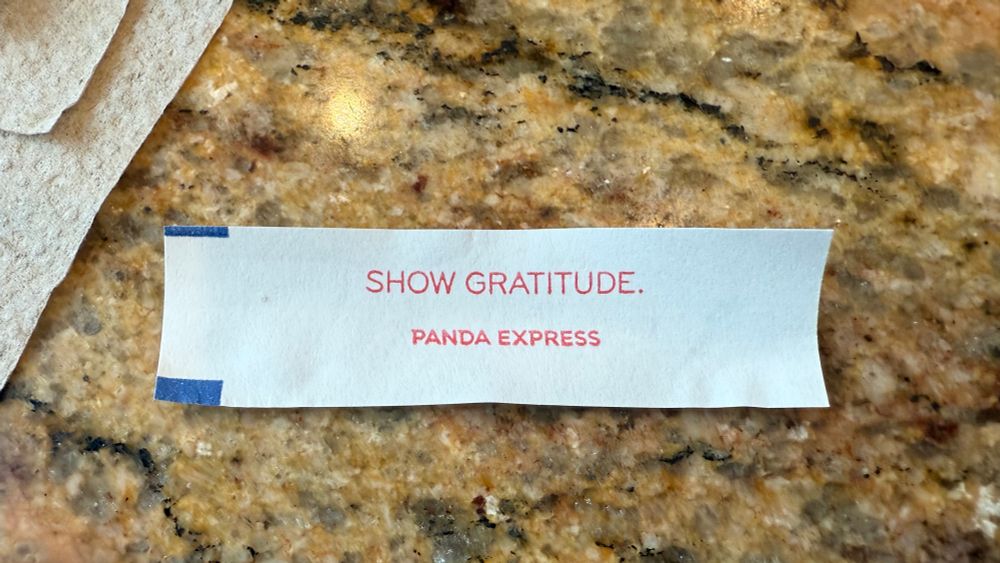 SHOW GRATITUDE.
PANDA EXPRESS